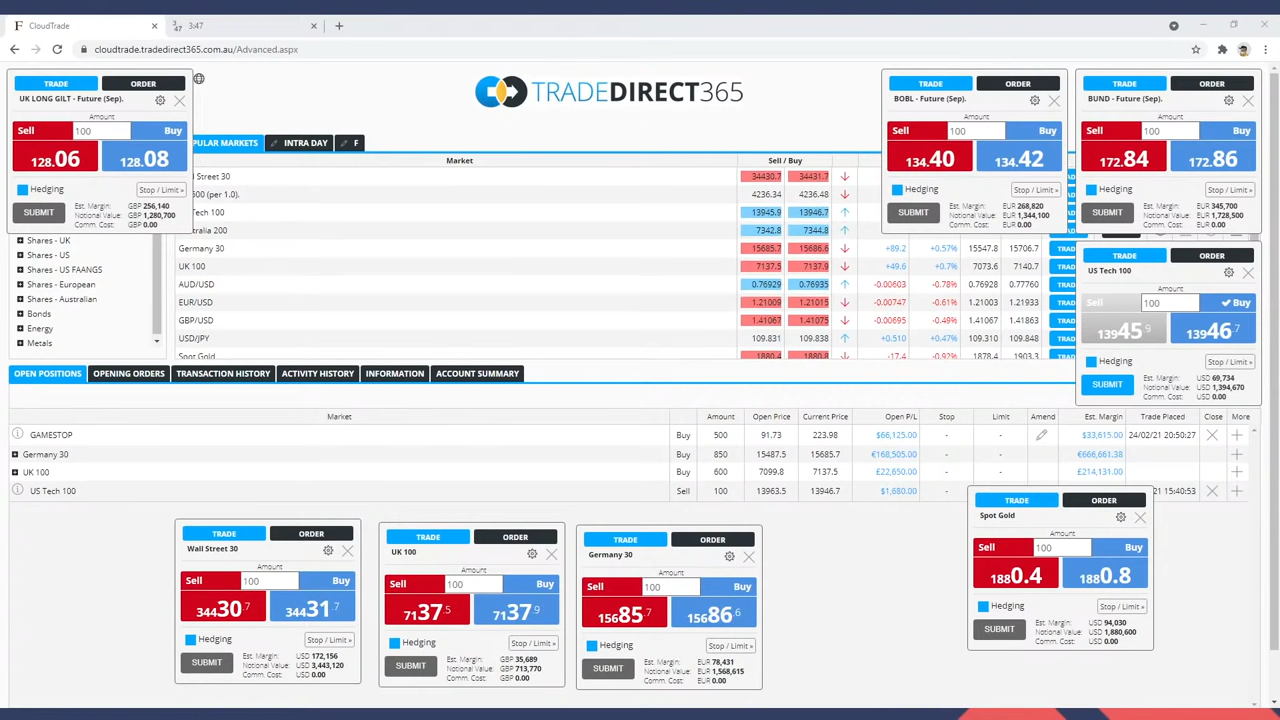 CloudTrade
3:47
cloudtrade.tradedirect365.com.au/Advanced.aspx
TRADEDIRECT365
TRADE ORDER
UK LONG GILT - Future (Sep).
Amount
Sell 100 Buy
128.06 128.08
Hedging Stop / Limit »
SUBMIT
Est. Margin: GBP 256,140
Notional Value: GBP 1,280,700
Comm. Cost: GBP 0.00
TRADE ORDER
BOBL - Future (Sep).
Amount
Sell 100 Buy
134.40 134.42
Hedging Stop / Limit »
SUBMIT
Est. Margin: EUR 268,820
Notional Value: EUR 1,344,100
Comm. Cost: EUR 0.00
TRADE ORDER
BUND - Future (Sep).
Amount
Sell 100 Buy
172.84 172.86
Hedging Stop / Limit »
SUBMIT
Est. Margin: EUR 345,700
Notional Value: EUR 1,728,500
Comm. Cost: EUR 0.00
PULAR MARKETS INTRA DAY F
Market Sell / Buy
l Street 30 34430.7 34431.7
500 (per 1.0). 4236.34 4236.48
Tech 100 13945.9 13946.7
ustralia 200 7342.8 7344.8
Germany 30 15685.7 15686.6 +89.2 +0.57% 15547.8 15706.7
UK 100 7137.5 7137.9 +49.6 +0.7% 7073.6 7140.7
AUD/USD 0.76929 0.76935 -0.00603 -0.78% 0.76928 0.77760
EUR/USD 1.21009 1.21015 -0.00747 -0.61% 1.21003 1.21933
GBP/USD 1.41067 1.41075 -0.00695 -0.49% 1.41067 1.41863
USD/JPY 109.831 109.838 +0.510 +0.47% 109.310 109.848
Spot Gold 1880.4 1880.8 -17.4 -0.92% 1878.4 1903.3
Shares - UK
Shares - US
Shares - US FAANGS
Shares - European
Shares - Australian
Bonds
Energy
Metals
TRADE ORDER
US Tech 100
Amount
Sell 100 Buy
13945.9 13946.7
Hedging Stop / Limit »
SUBMIT
Est. Margin: USD 69,734
Notional Value: USD 1,394,670
Comm. Cost: USD 0.00
OPEN POSITIONS OPENING ORDERS TRANSACTION HISTORY ACTIVITY HISTORY INFORMATION ACCOUNT SUMMARY
Market Amount Open Price Current Price Open P/L Stop Limit Amend Est. Margin Trade Placed Close More
GAMESTOP Buy 500 91.73 223.98 $66,125.00 - - $33,615.00 24/02/21 20:50:27
Germany 30 Buy 850 15487.5 15685.7 €168,505.00 - - €666,661.38
UK 100 Buy 600 7099.8 7137.5 £22,650.00 - - £214,131.00
US Tech 100 Sell 100 13963.5 13946.7 $1,680.00 - 21 15:40:53
TRADE ORDER
Wall Street 30
Amount
Sell 100 Buy
34430.7 34431.7
Hedging Stop / Limit »
SUBMIT
Est. Margin: USD 172,156
Notional Value: USD 3,443,120
Comm. Cost: USD 0.00
TRADE ORDER
UK 100
Amount
Sell 100 Buy
7137.5 7137.9
Hedging Stop / Limit »
SUBMIT
Est. Margin: GBP 35,689
Notional Value: GBP 713,770
Comm. Cost: GBP 0.00
TRADE ORDER
Germany 30
Amount
Sell 100 Buy
15685.7 15686.6
Hedging Stop / Limit »
SUBMIT
Est. Margin: EUR 78,431
Notional Value: EUR 1,568,615
Comm. Cost: EUR 0.00
TRADE ORDER
Spot Gold
Amount
Sell 100 Buy
1880.4 1880.8
Hedging Stop / Limit »
SUBMIT
Est. Margin: USD 94,030
Notional Value: USD 1,880,600
Comm. Cost: USD 0.00